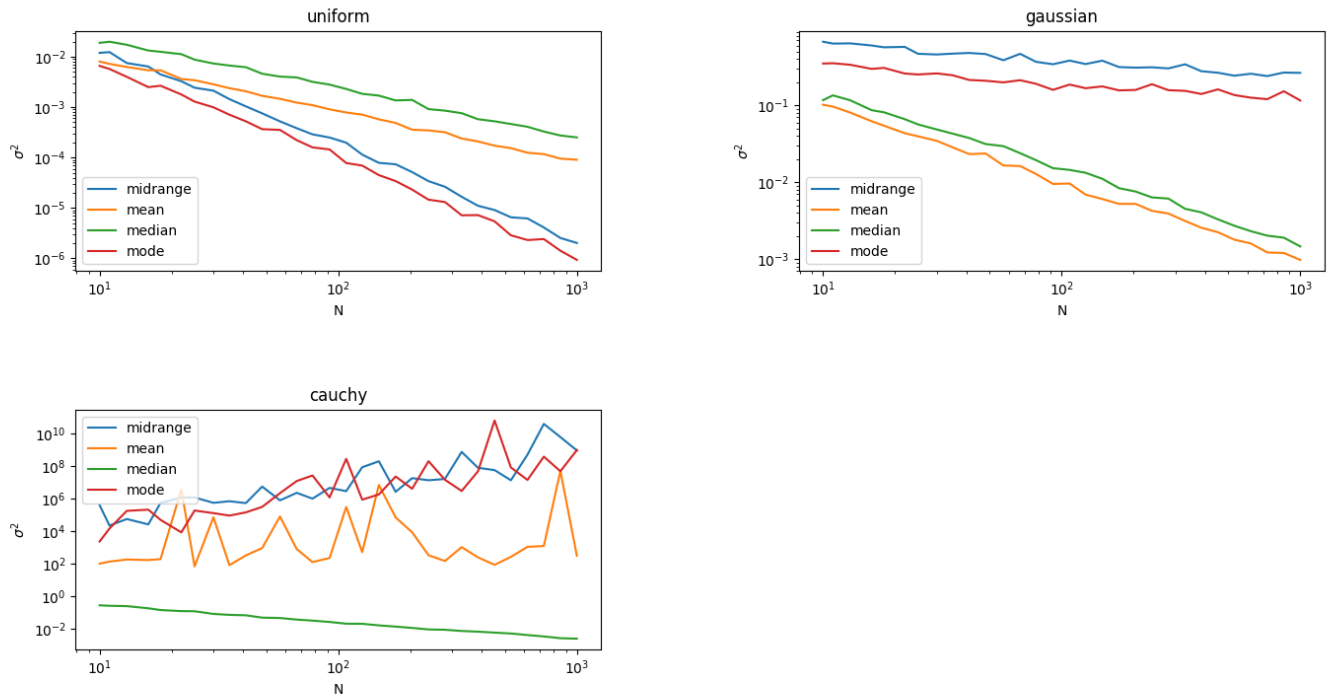 uniform
10⁻²
10⁻³
10⁻⁴
10⁻⁵
10⁻⁶
σ²
midrange
mean
median
mode
10¹
10²
10³
N
gaussian
10⁻¹
10⁻²
10⁻³
σ²
midrange
mean
median
mode
10¹
10²
10³
N
cauchy
10¹⁰
10⁸
10⁶
10⁴
10²
10⁰
10⁻²
σ²
midrange
mean
median
mode
10¹
10²
10³
N